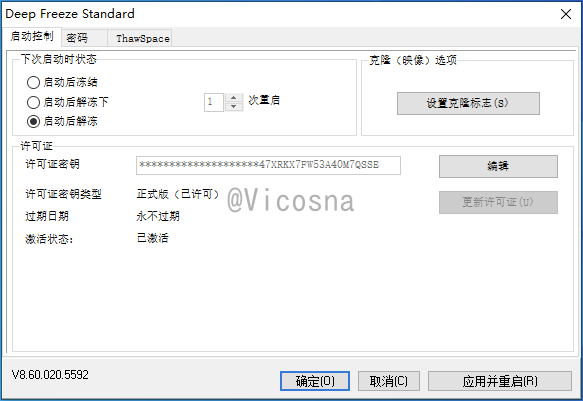 Deep Freeze Standard
启动控制 密码 ThawSpace
下次启动时状态
启动后冻结
启动后解冻下 1 次重启
启动后解冻
克隆（映像）选项
设置克隆标志(S)
许可证
许可证密钥 ********************47XRKX7FW53A40M7QSSE 编辑
许可证密钥类型 正式版（已许可） 更新许可证(U)
过期日期 永不过期
激活状态： 已激活
@Vicosna
V8.60.020.5592 确定(O) 取消(C) 应用并重启(R)